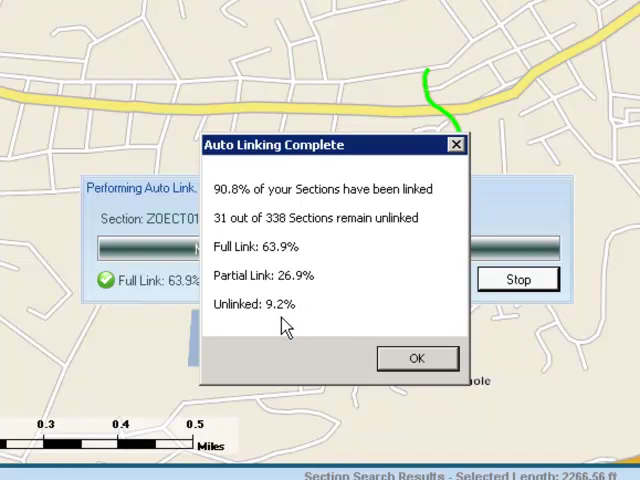 Auto Linking Complete
90.8% of your Sections have been linked
Performing Auto Link.
31 out of 338 Sections remain unlinked
Section: ZOECT01
Full Link: 63.9%
Partial Link: 26.9%
Full Link: 63.9%
Stop
Unlinked: 9.2%
OK
0.3 0.4 0.5
Miles
Section Search Results - Selected Length: 2266.56 ft